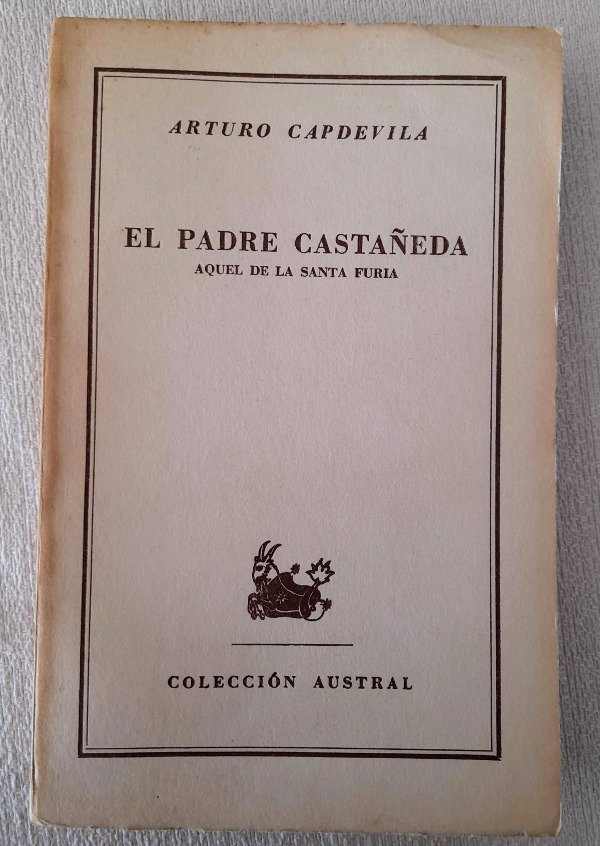 ARTURO CAPDEVILA
EL PADRE CASTAÑEDA
AQUEL DE LA SANTA FURIA
COLECCIÓN AUSTRAL